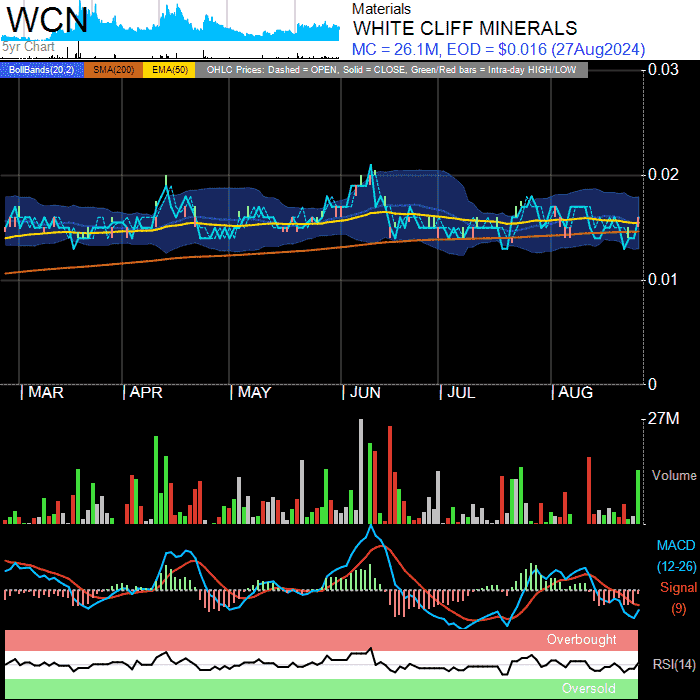 WCN
5yr Chart
Materials
WHITE CLIFF MINERALS
MC = 26.1M, EOD = $0.016 (27Aug2024)
BollBands(20,2) SMA(200) EMA(50) OHLC Prices: Dashed = OPEN, Solid = CLOSE, Green/Red bars = Intra-day HIGH/LOW
0.03
0.02
0.01
0
MAR APR MAY JUN JUL AUG
27M
Volume
MACD
(12-26)
Signal
(9)
Overbought
RSI(14)
Oversold